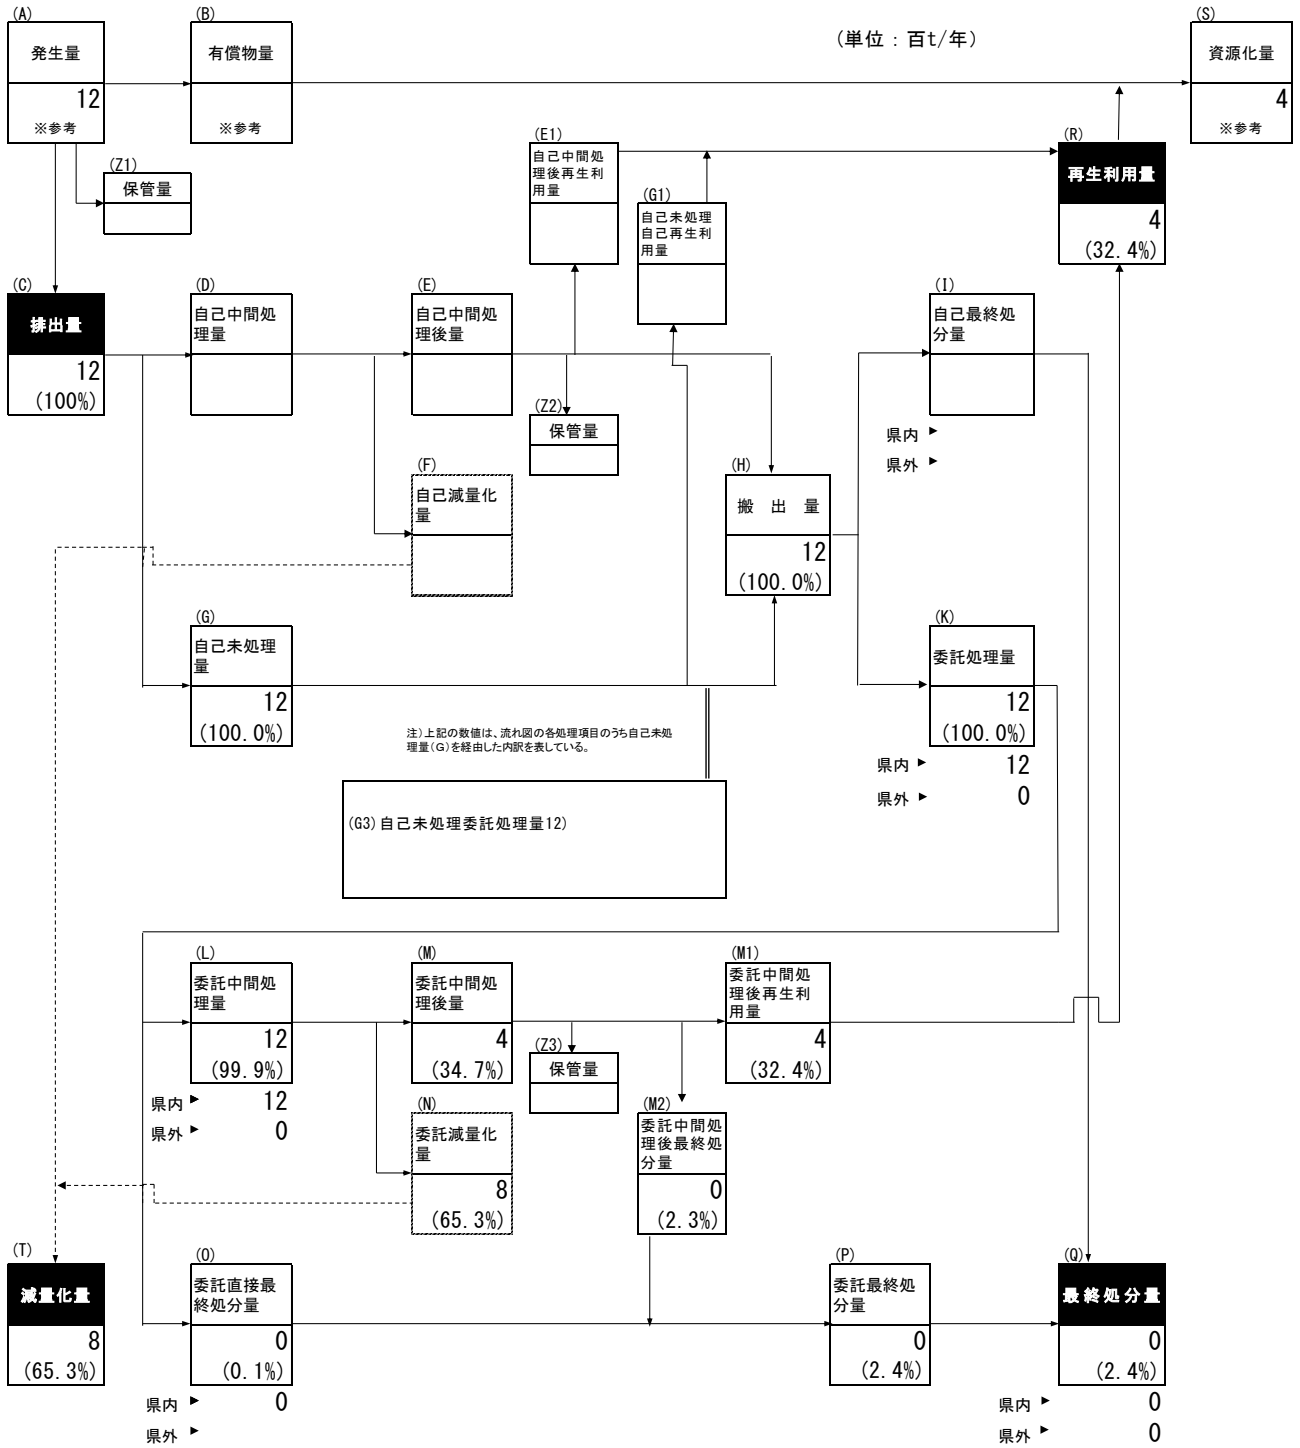 (A)
発生量
12
※参考
(B)
有償物量
※参考
(単位：百t/年)
(S)
資源化量
4
※参考
(Z1)
保管量
(E1)
自己中間処
理後再生利
用量
(G1)
自己未処理
自己再生利
用量
(R)
再生利用量
4
(32.4%)
(C)
排出量
12
(100%)
(D)
自己中間処
理量
(E)
自己中間処
理後量
(Z2)
保管量
(I)
自己最終処
分量
県内
県外
(F)
自己減量化
量
(H)
搬　出　量
12
(100.0%)
(G)
自己未処理
量
12
(100.0%)
(K)
委託処理量
12
(100.0%)
県内 12
県外 0
注）上記の数値は、流れ図の各処理項目のうち自己未処
理量(G)を経由した内訳を表している。
(G3)自己未処理委託処理量12)
(L)
委託中間処
理量
12
(99.9%)
県内 12
県外 0
(M)
委託中間処
理後量
4
(34.7%)
(Z3)
保管量
(M1)
委託中間処
理後再生利
用量
4
(32.4%)
(N)
委託減量化
量
8
(65.3%)
(M2)
委託中間処
理後最終処
分量
0
(2.3%)
(T)
減量化量
8
(65.3%)
(O)
委託直接最
終処分量
0
(0.1%)
県内 0
県外
(P)
委託最終処
分量
0
(2.4%)
(Q)
最終処分量
0
(2.4%)
県内 0
県外 0